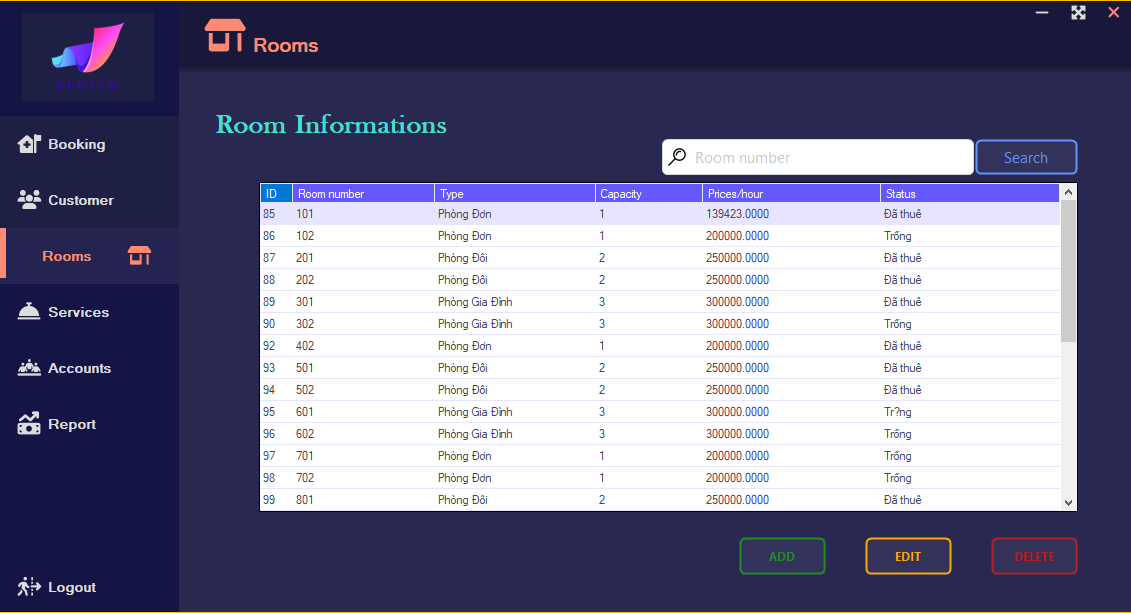 Rooms
PEGT10
Booking
Customer
Rooms
Services
Accounts
Report
Logout
Room Informations
Room number
Search
ID Room number Type Capacity Prices/hour Status
85 101 Phòng Đơn 1 139423.0000 Đã thuê
86 102 Phòng Đơn 1 200000.0000 Trống
87 201 Phòng Đôi 2 250000.0000 Đã thuê
88 202 Phòng Đôi 2 250000.0000 Đã thuê
89 301 Phòng Gia Đình 3 300000.0000 Đã thuê
90 302 Phòng Gia Đình 3 300000.0000 Trống
92 402 Phòng Đơn 1 200000.0000 Đã thuê
93 501 Phòng Đôi 2 250000.0000 Đã thuê
94 502 Phòng Đôi 2 250000.0000 Đã thuê
95 601 Phòng Gia Đình 3 300000.0000 Tr?ng
96 602 Phòng Gia Đình 3 300000.0000 Trống
97 701 Phòng Đơn 1 200000.0000 Trống
98 702 Phòng Đơn 1 200000.0000 Trống
99 801 Phòng Đôi 2 250000.0000 Đã thuê
ADD
EDIT
DELETE